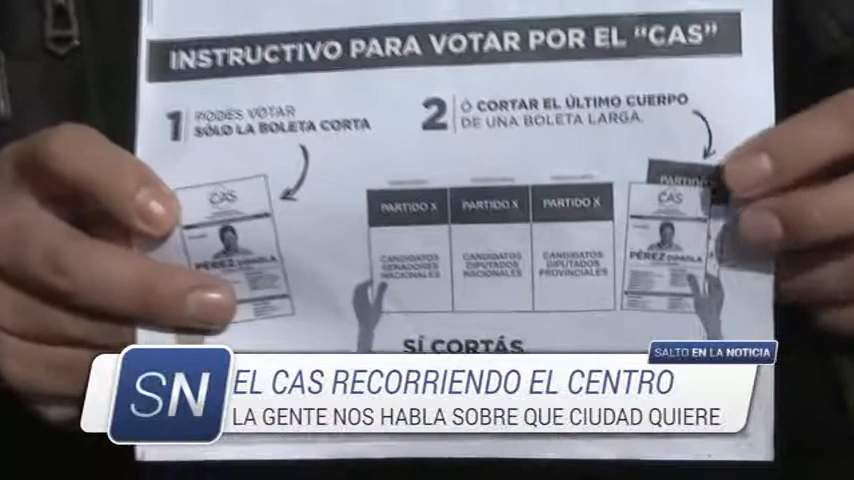 INSTRUCTIVO PARA VOTAR POR EL "CAS"
1 PODÉS VOTAR
SÓLO LA BOLETA CORTA
2 Ó CORTAR EL ÚLTIMO CUERPO
DE UNA BOLETA LARGA.
CAS
PÉREZ
PARTIDO X
CANDIDATOS
SENADORES
NACIONALES
PARTIDO X
CANDIDATOS
DIPUTADOS
NACIONALES
PARTIDO X
CANDIDATOS
DIPUTADOS
PROVINCIALES
PARTIDO
CAS
PÉREZ
SÍ CORTÁS
SALTO EN LA NOTICIA
SN
EL CAS RECORRIENDO EL CENTRO
LA GENTE NOS HABLA SOBRE QUE CIUDAD QUIERE